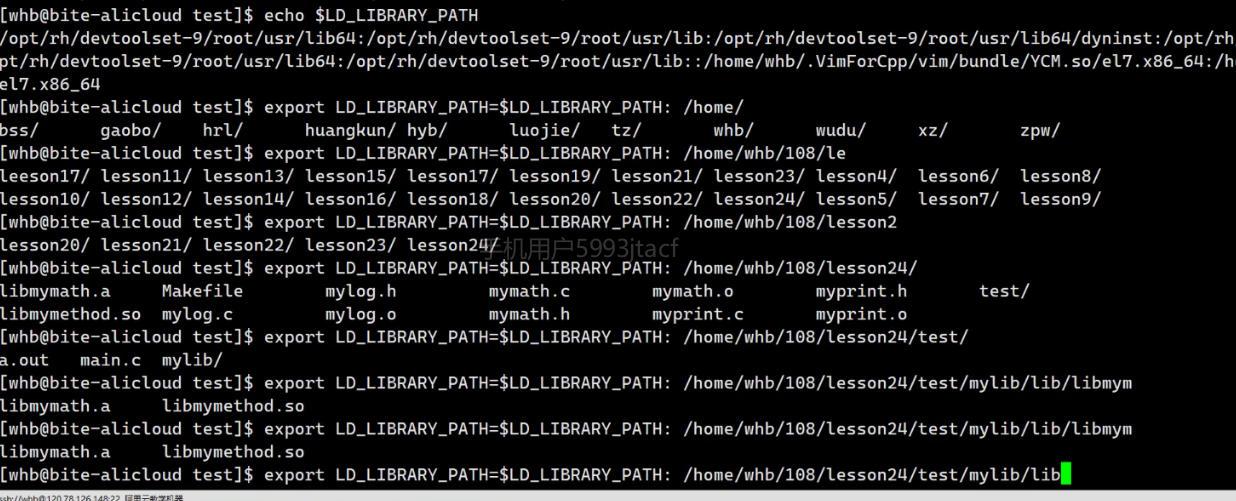 [whb@bite-alicloud test]$ echo $LD_LIBRARY_PATH
/opt/rh/devtoolset-9/root/usr/lib64:/opt/rh/devtoolset-9/root/usr/lib:/opt/rh/devtoolset-9/root/usr/lib64/dyninst:/opt/rh
pt/rh/devtoolset-9/root/usr/lib64:/opt/rh/devtoolset-9/root/usr/lib::/home/whb/.VimForCpp/vim/bundle/YCM.so/el7.x86_64:/h
el7.x86_64
[whb@bite-alicloud test]$ export LD_LIBRARY_PATH=$LD_LIBRARY_PATH: /home/
bss/ gaobo/ hrl/ huangkun/ hyb/ luojie/ tz/ whb/ wudu/ xz/ zpw/
[whb@bite-alicloud test]$ export LD_LIBRARY_PATH=$LD_LIBRARY_PATH: /home/whb/108/le
leeson17/ lesson11/ lesson13/ lesson15/ lesson17/ lesson19/ lesson21/ lesson23/ lesson4/ lesson6/ lesson8/
lesson10/ lesson12/ lesson14/ lesson16/ lesson18/ lesson20/ lesson22/ lesson24/ lesson5/ lesson7/ lesson9/
[whb@bite-alicloud test]$ export LD_LIBRARY_PATH=$LD_LIBRARY_PATH: /home/whb/108/lesson2
lesson20/ lesson21/ lesson22/ lesson23/ lesson24/
手机用户5993jtacf
[whb@bite-alicloud test]$ export LD_LIBRARY_PATH=$LD_LIBRARY_PATH: /home/whb/108/lesson24/
libmymath.a Makefile mylog.h mymath.c mymath.o myprint.h test/
libmymethod.so mylog.c mylog.o mymath.h myprint.c myprint.o
[whb@bite-alicloud test]$ export LD_LIBRARY_PATH=$LD_LIBRARY_PATH: /home/whb/108/lesson24/test/
a.out main.c mylib/
[whb@bite-alicloud test]$ export LD_LIBRARY_PATH=$LD_LIBRARY_PATH: /home/whb/108/lesson24/test/mylib/lib/libmym
libmymath.a libmymethod.so
[whb@bite-alicloud test]$ export LD_LIBRARY_PATH=$LD_LIBRARY_PATH: /home/whb/108/lesson24/test/mylib/lib/libmym
libmymath.a libmymethod.so
[whb@bite-alicloud test]$ export LD_LIBRARY_PATH=$LD_LIBRARY_PATH: /home/whb/108/lesson24/test/mylib/lib
ssh://whb@120.78.126.148:22